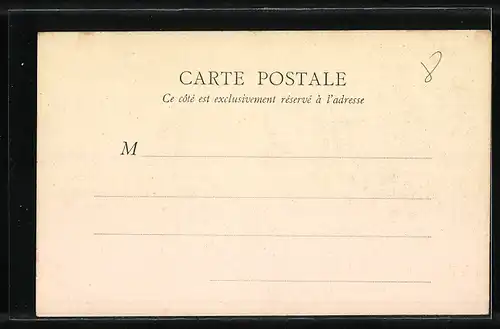 CARTE POSTALE
8
Ce côté est exclusivement réservé à l'adresse
M